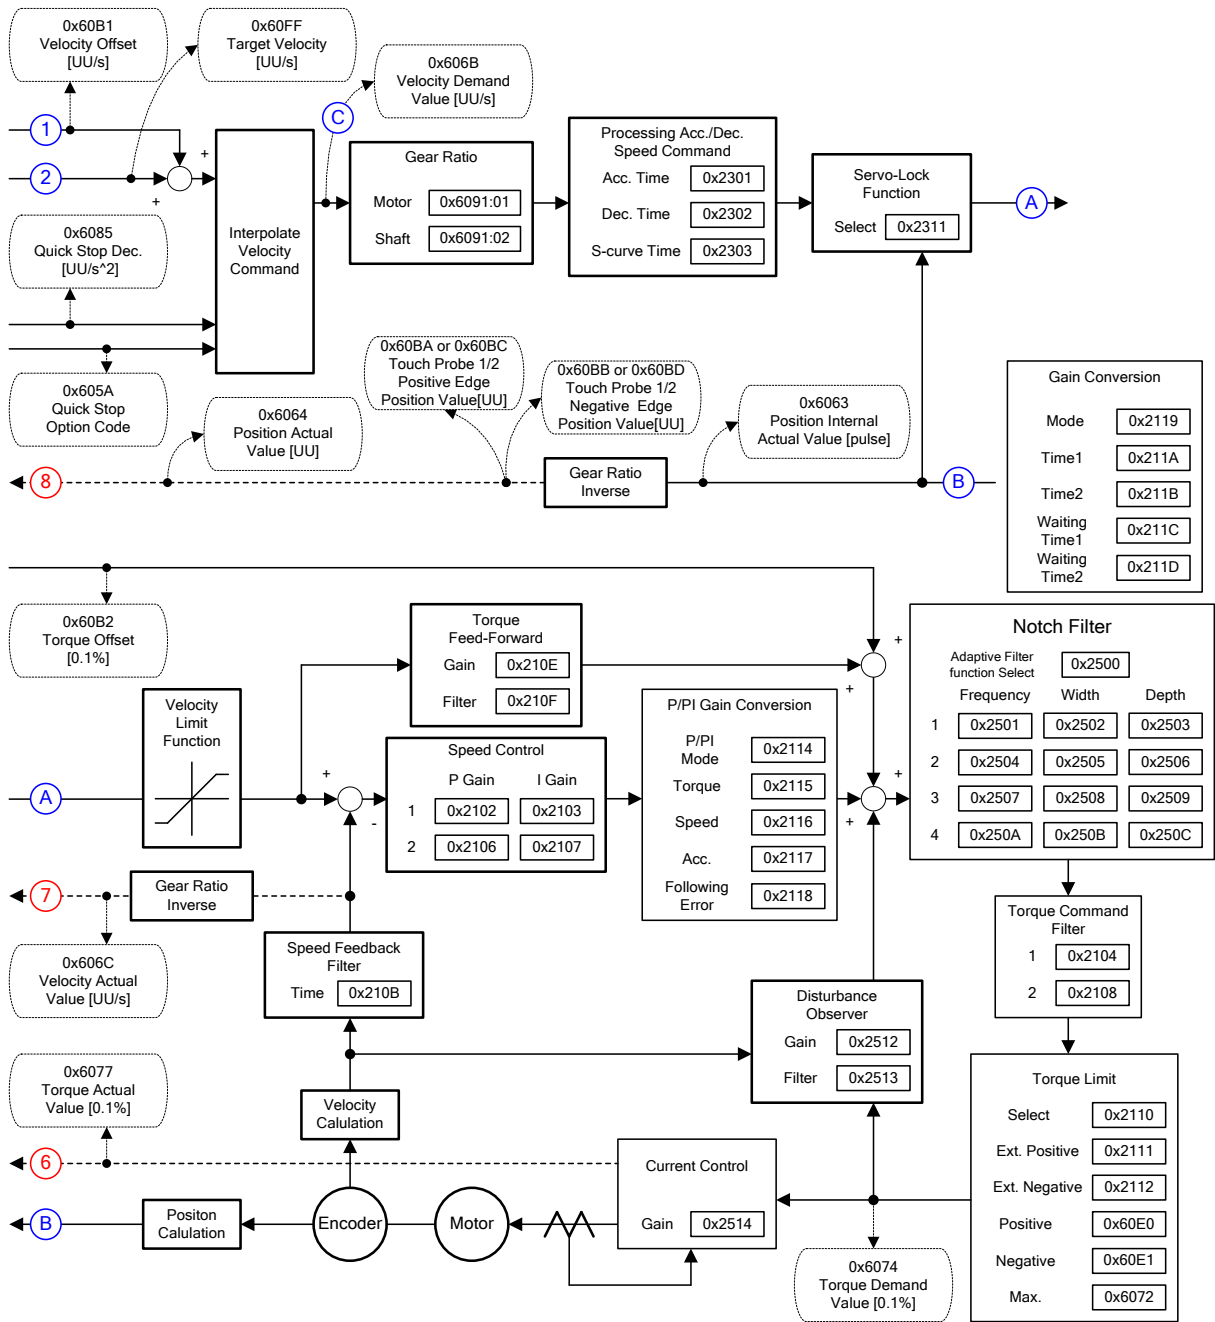 0x60B1
Velocity Offset
[UU/s]
0x60FF
Target Velocity
[UU/s]
0x606B
Velocity Demand
Value [UU/s]
1
C
2
+
+
Interpolate
Velocity
Command
Gear Ratio
Motor 0x6091:01
Shaft 0x6091:02
Processing Acc./Dec.
Speed Command
Acc. Time 0x2301
Dec. Time 0x2302
S-curve Time 0x2303
Servo-Lock
Function
Select 0x2311
A
0x6085
Quick Stop Dec.
[UU/s^2]
0x605A
Quick Stop
Option Code
0x6064
Position Actual
Value [UU]
0x60BA or 0x60BC
Touch Probe 1/2
Positive Edge
Position Value[UU]
0x60BB or 0x60BD
Touch Probe 1/2
Negative Edge
Position Value[UU]
0x6063
Position Internal
Actual Value [pulse]
8
Gear Ratio
Inverse
B
Gain Conversion
Mode 0x2119
Time1 0x211A
Time2 0x211B
Waiting
Time1
0x211C
Waiting
Time2
0x211D
0x60B2
Torque Offset
[0.1%]
Torque
Feed-Forward
Gain 0x210E
Filter 0x210F
+
+
Notch Filter
Adaptive Filter
function Select
0x2500
Frequency Width Depth
1 0x2501 0x2502 0x2503
2 0x2504 0x2505 0x2506
3 0x2507 0x2508 0x2509
4 0x250A 0x250B 0x250C
Velocity
Limit
Function
A
+
-
Speed Control
P Gain I Gain
1 0x2102 0x2103
2 0x2106 0x2107
P/PI Gain Conversion
P/PI
Mode
0x2114
Torque 0x2115
Speed 0x2116
Acc. 0x2117
Following
Error
0x2118
+
+
7
Gear Ratio
Inverse
0x606C
Velocity Actual
Value [UU/s]
Speed Feedback
Filter
Time 0x210B
Torque Command
Filter
1 0x2104
2 0x2108
Disturbance
Observer
Gain 0x2512
Filter 0x2513
0x6077
Torque Actual
Value [0.1%]
Velocity
Calulation
Torque Limit
Select 0x2110
Ext. Positive 0x2111
Ext. Negative 0x2112
Positive 0x60E0
Negative 0x60E1
Max. 0x6072
6
Current Control
Gain 0x2514
B
Positon
Calulation
Encoder
Motor
0x6074
Torque Demand
Value [0.1%]